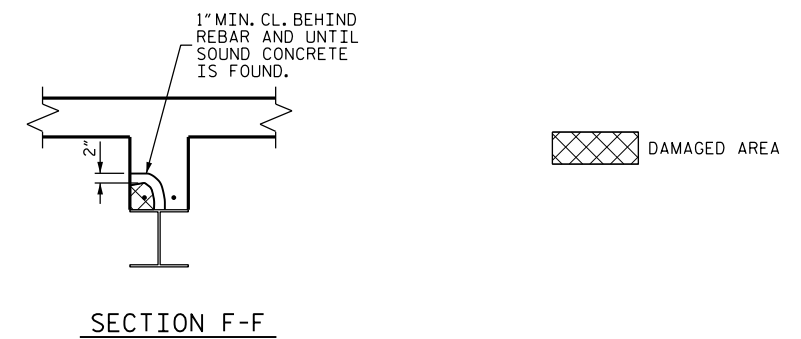 1" MIN. CL. BEHIND
REBAR AND UNTIL
SOUND CONCRETE
IS FOUND.
2"
DAMAGED AREA
SECTION F-F